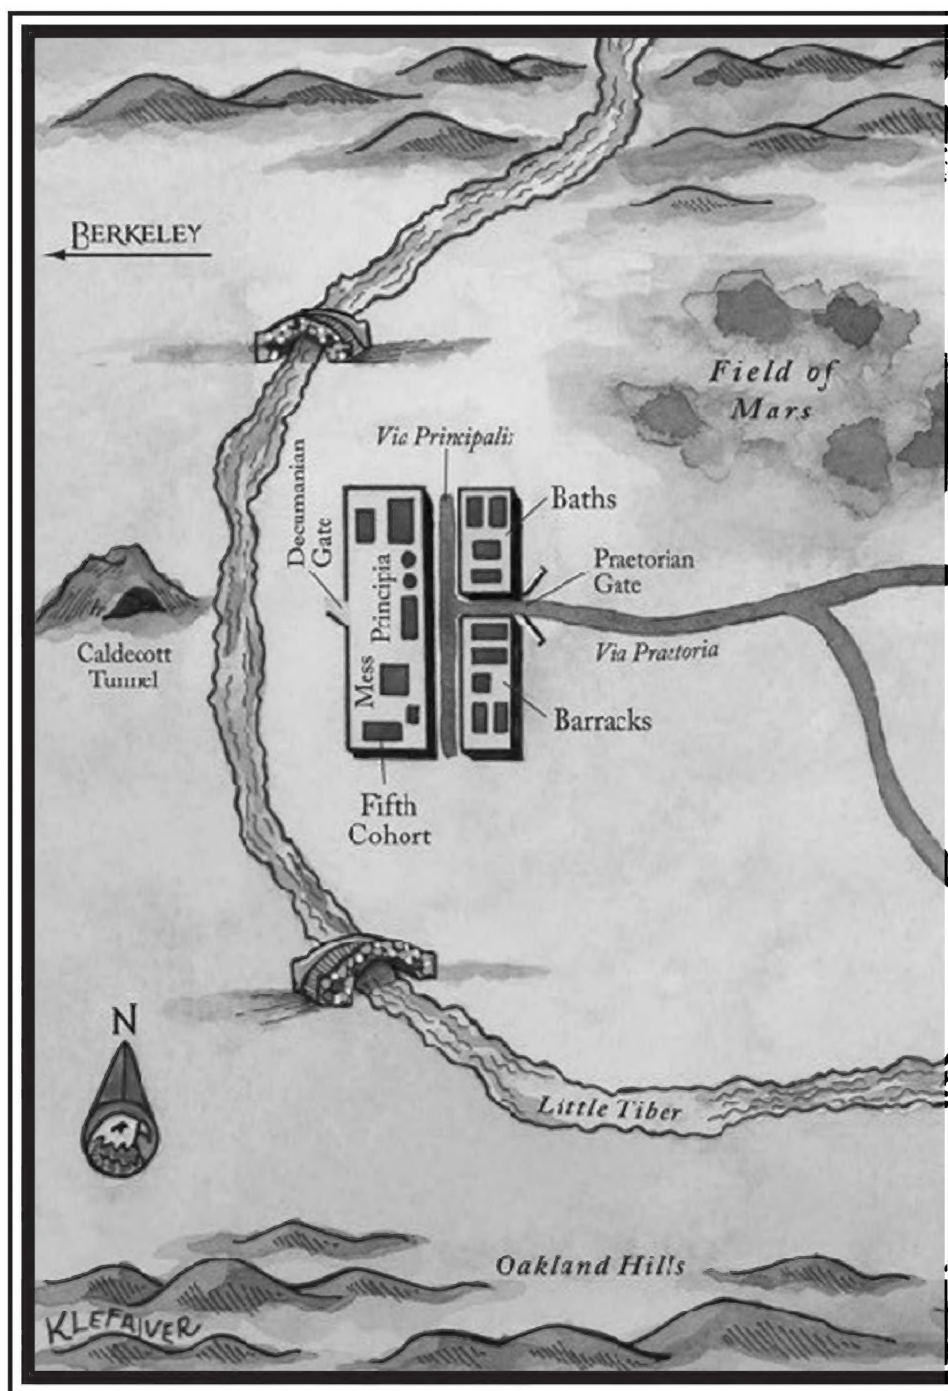 BERKELEY
Field of
Mars
Via Principalis
Decumanian
Gate
Baths
Praetorian
Gate
Principia
Via Praetoria
Caldecott
Tunnel
Mess
Barracks
Fifth
Cohort
N
Little Tiber
Oakland Hills
KLEFAIVER